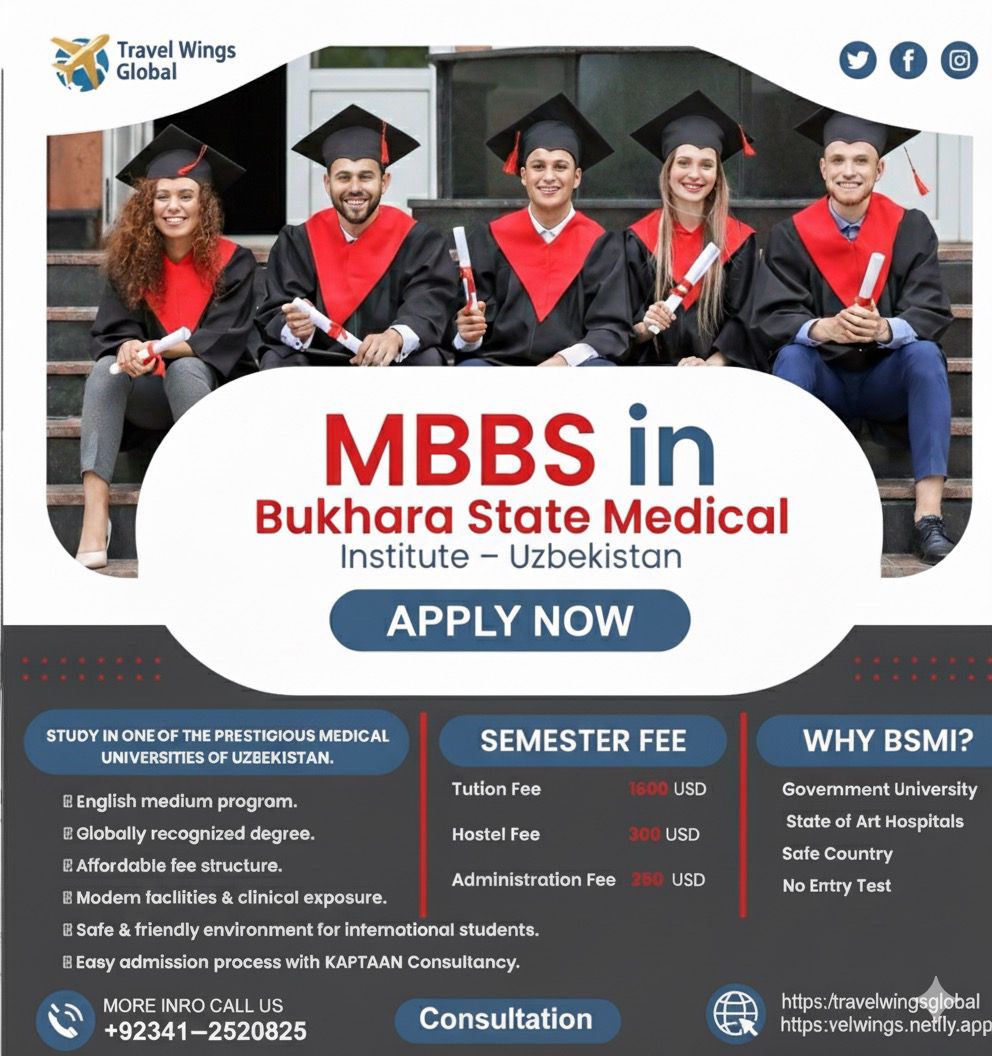 Travel Wings
Global
MBBS in
Bukhara State Medical
Institute – Uzbekistan
APPLY NOW
STUDY IN ONE OF THE PRESTIGIOUS MEDICAL
UNIVERSITIES OF UZBEKISTAN.
English medium program.
Globally recognized degree.
Affordable fee structure.
Modern faclities & clinical exposure.
Safe & friendly environment for international students.
Easy admission process with KAPTAAN Consultancy.
SEMESTER FEE
Tution Fee 1600 USD
Hostel Fee 300 USD
Administration Fee 250 USD
WHY BSMI?
Government University
State of Art Hospitals
Safe Country
No Entry Test
MORE INRO CALL US
+92341–2520825
Consultation
https:/travelwingsglobal
https:velwings.netfly.app